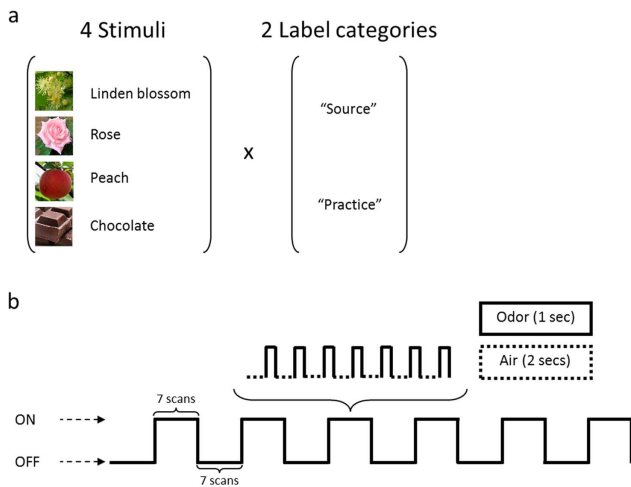 a
4 Stimuli 2 Label categories
Linden blossom
Rose
Peach
Chocolate
x
“Source”
“Practice”
b
Odor (1 sec)
Air (2 secs)
7 scans
ON
OFF
7 scans